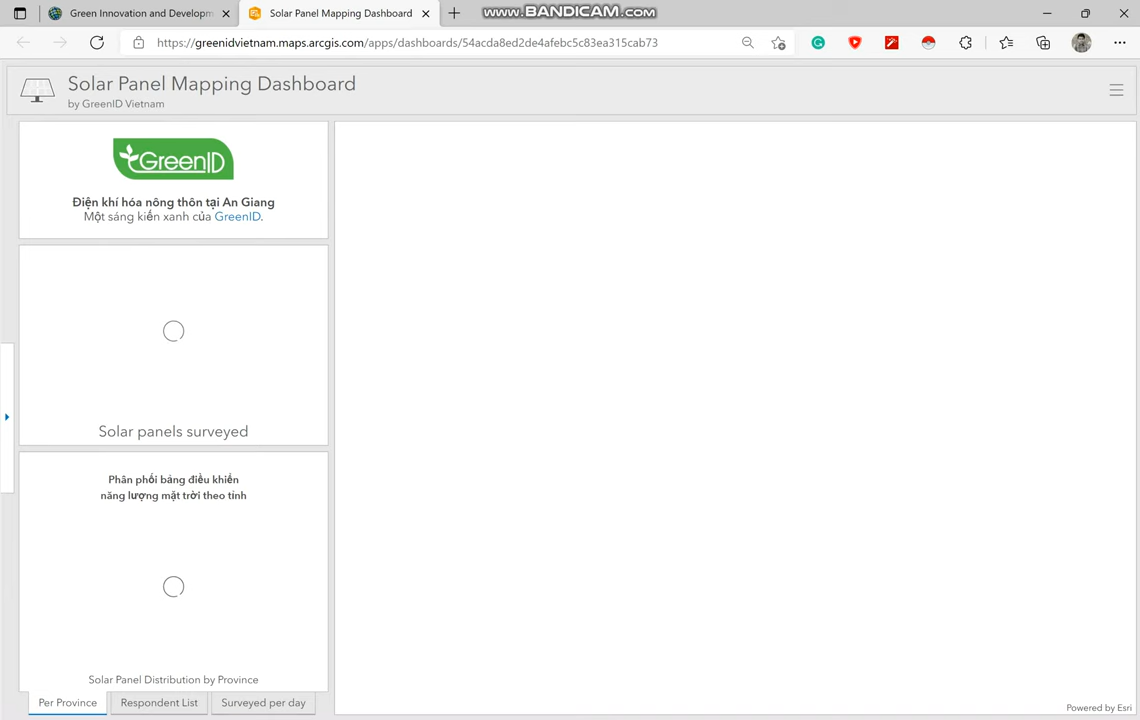 Green Innovation and Developm
Solar Panel Mapping Dashboard
www.BANDICAM.com
https://greenidvietnam.maps.arcgis.com/apps/dashboards/54acda8ed2de4afebc5c83ea315cab73
Solar Panel Mapping Dashboard
by GreenID Vietnam
GreenID
Điện khí hóa nông thôn tại An Giang
Một sáng kiến xanh của GreenID.
Solar panels surveyed
Phân phối bảng điều khiển
năng lượng mặt trời theo tỉnh
Solar Panel Distribution by Province
Per Province
Respondent List
Surveyed per day
Powered by Esri